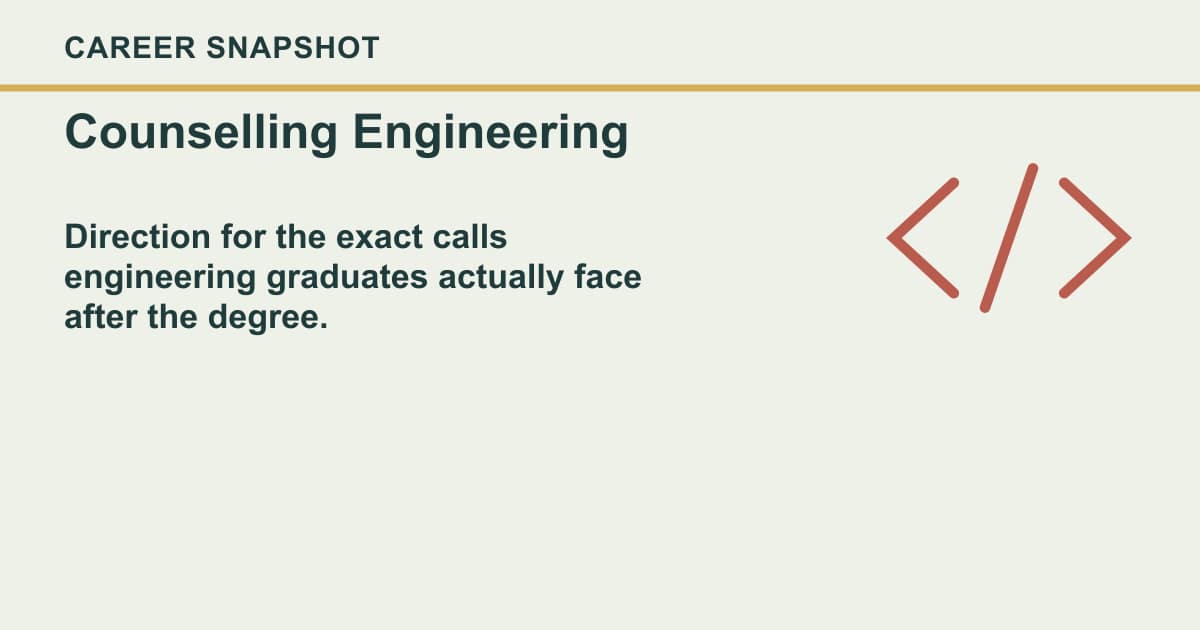 CAREER SNAPSHOT
Counselling Engineering
Direction for the exact calls
engineering graduates actually face
after the degree.